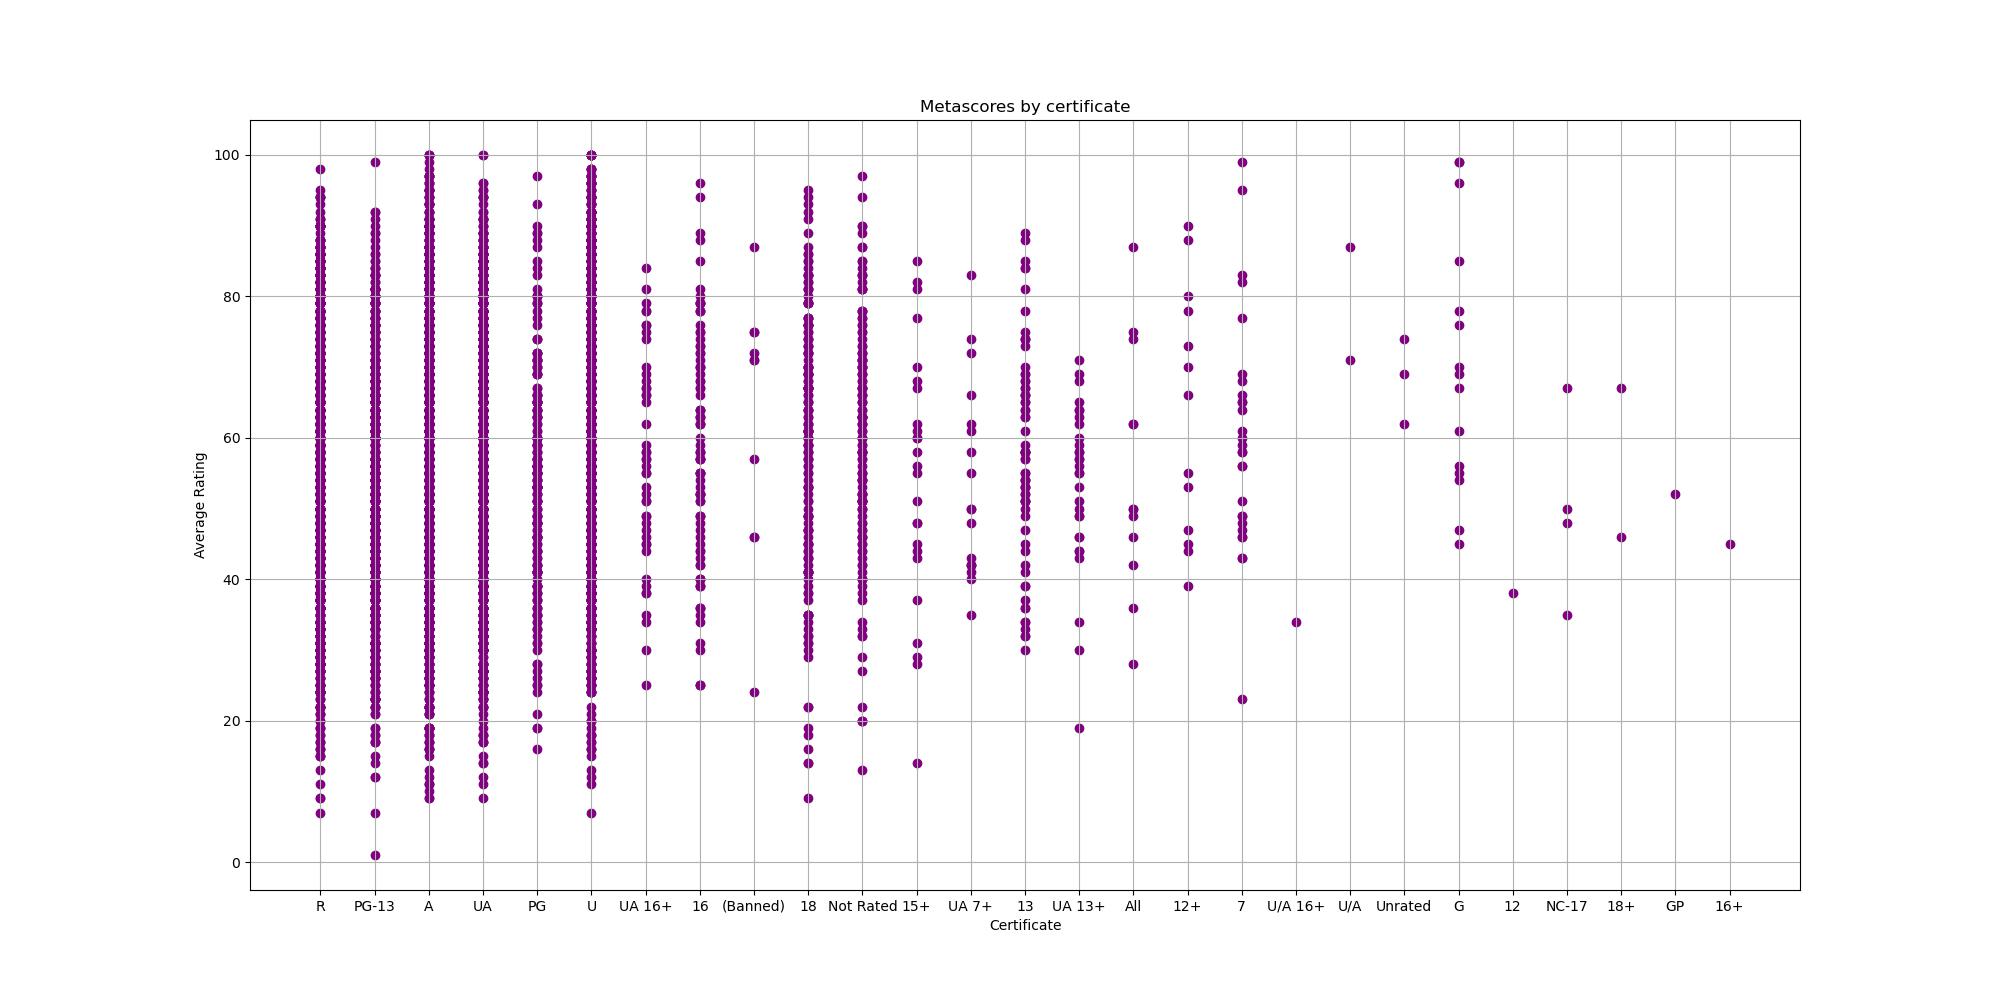 Metascores by certificate
100
80
60
40
20
0
Average Rating
R PG-13 A UA PG U UA 16+ 16 (Banned) 18 Not Rated 15+ UA 7+ 13 UA 13+ All 12+ 7 U/A 16+ U/A Unrated G 12 NC-17 18+ GP 16+
Certificate